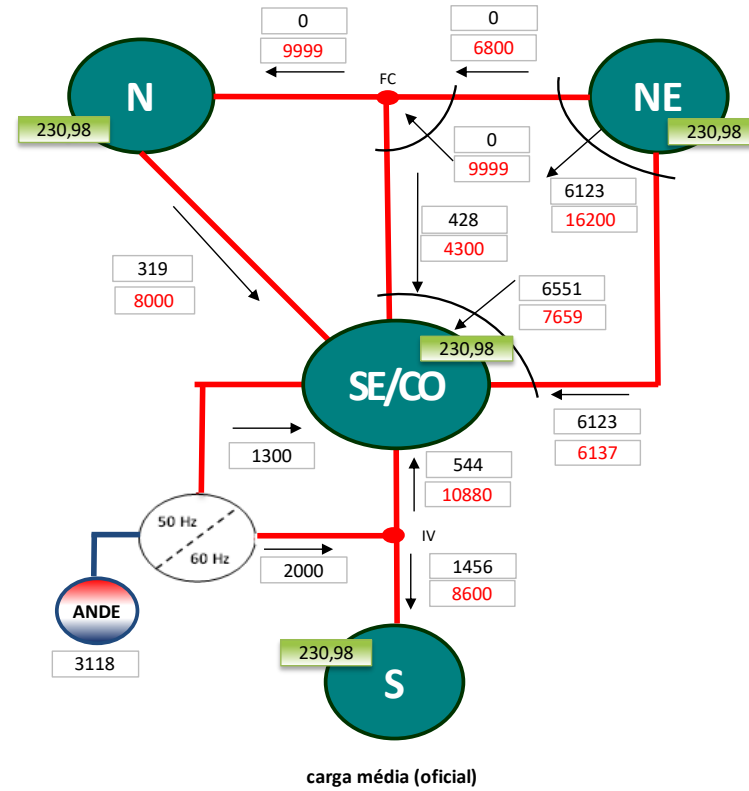 0
9999
0
6800
FC
N
NE
230,98
230,98
0
9999
6123
16200
428
4300
319
8000
6551
7659
230,98
SE/CO
6123
6137
1300
544
10880
50 Hz
60 Hz
IV
2000
1456
8600
ANDE
3118
230,98
S
carga média (oficial)